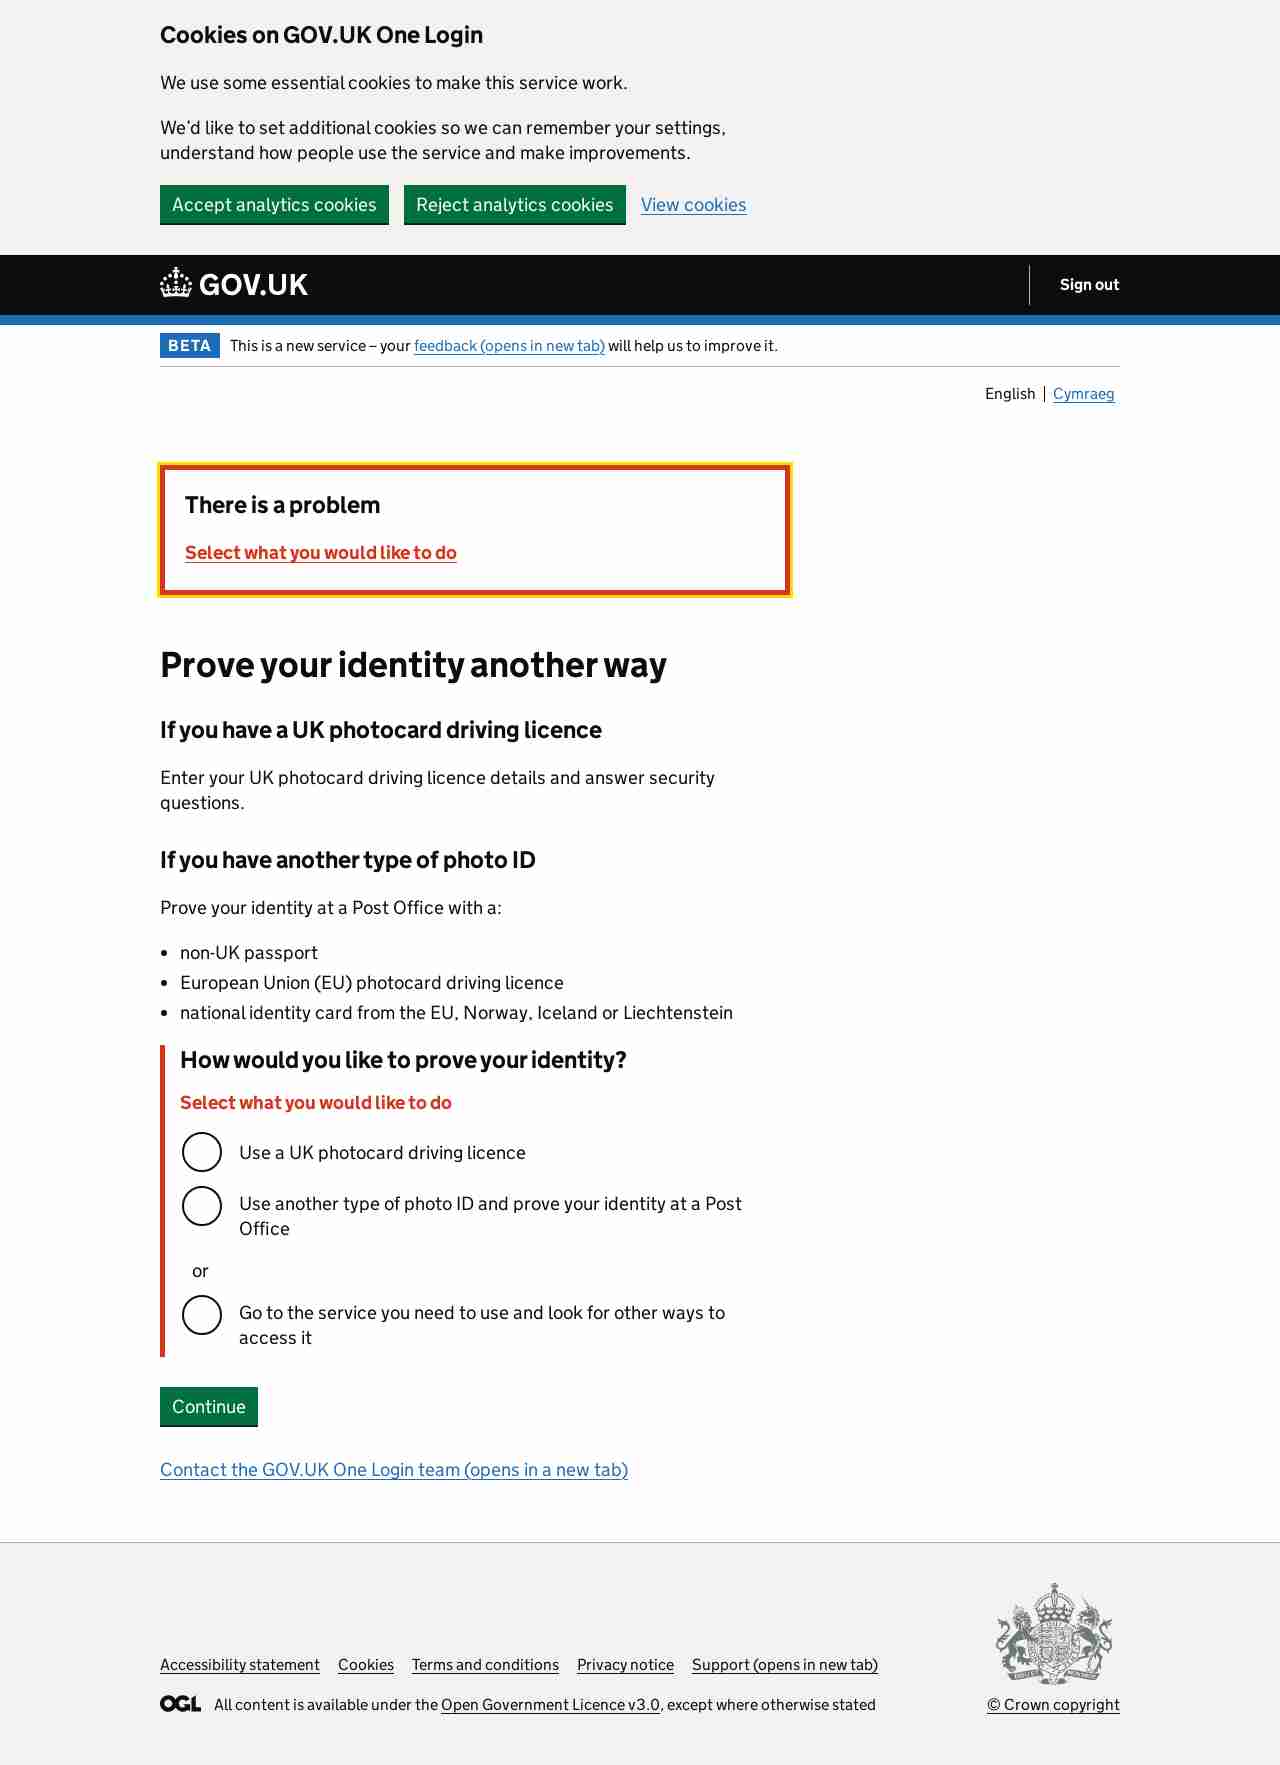 Cookies on GOV.UK One Login
We use some essential cookies to make this service work.
We'd like to set additional cookies so we can remember your settings,
understand how people use the service and make improvements.
Accept analytics cookies Reject analytics cookies View cookies
GOV.UK Sign out
BETA This is a new service – your feedback (opens in new tab) will help us to improve it.
English Cymraeg
There is a problem
Select what you would like to do
Prove your identity another way
If you have a UK photocard driving licence
Enter your UK photocard driving licence details and answer security
questions.
If you have another type of photo ID
Prove your identity at a Post Office with a:
• non-UK passport
• European Union (EU) photocard driving licence
• national identity card from the EU, Norway, Iceland or Liechtenstein
How would you like to prove your identity?
Select what you would like to do
Use a UK photocard driving licence
Use another type of photo ID and prove your identity at a Post
Office
or
Go to the service you need to use and look for other ways to
access it
Continue
Contact the GOV.UK One Login team (opens in a new tab)
Accessibility statement Cookies Terms and conditions Privacy notice Support (opens in new tab)
OGL All content is available under the Open Government Licence v3.0, except where otherwise stated
© Crown copyright